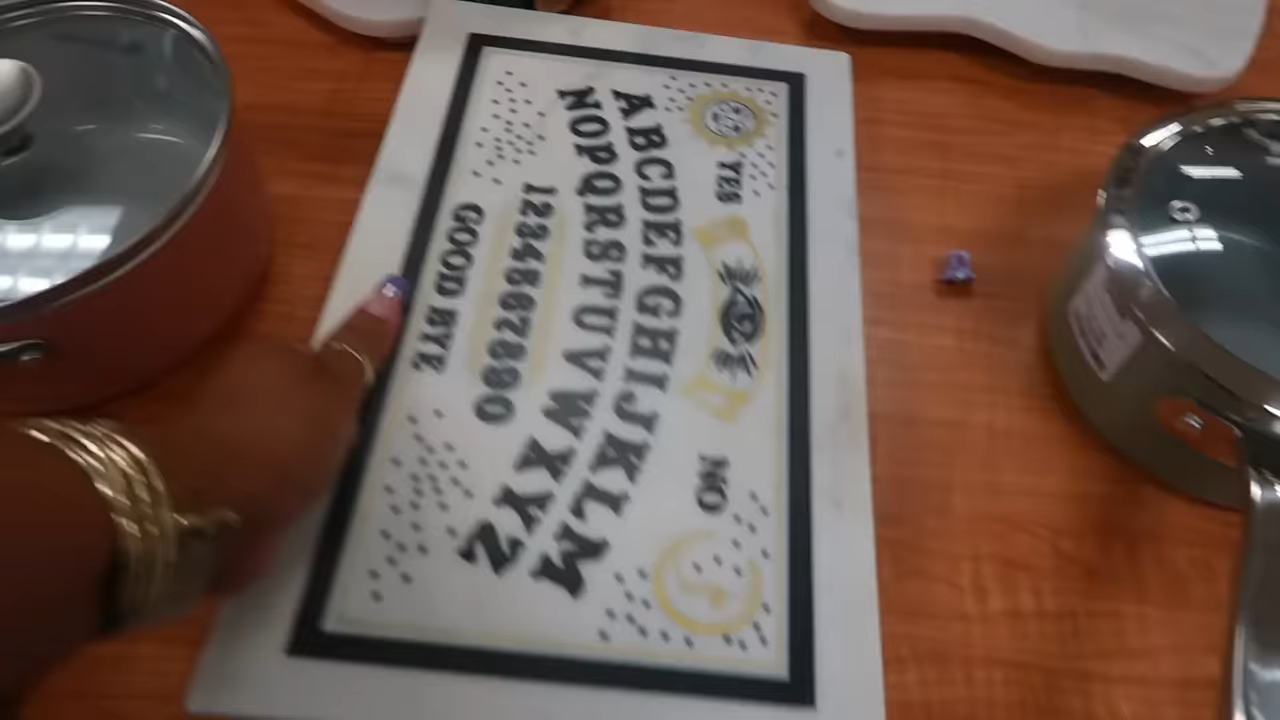 YES NO
ABCDEFGHIJKLM
NOPQRSTUVWXYZ
1234567890
GOOD BYE